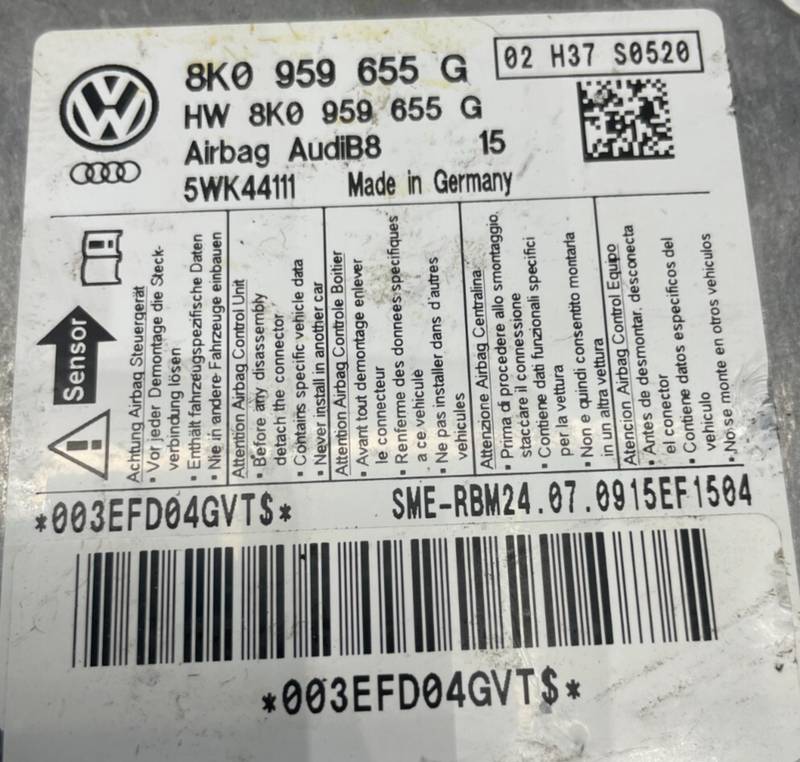 8K0 959 655 G
02 H37 S0520
HW 8K0 959 655 G
Airbag AudiB8 15
5WK44111 Made in Germany
Sensor
Achtung Airbag Steuergerät
• Vor jeder Demontage die Steck-
verbindung lösen
• Enthält fahrzeugspezifische Daten
• Nie in andere Fahrzeuge einbauen
Attention Airbag Control Unit
• Before any disassembly
detach the connector
• Contains specific vehicle data
• Never install in another car
Attention Airbag Controle Boitier
• Avant tout demontage enlever
le connecteur
• Renferme des donnees specifiques
a ce vehicule
• Ne pas installer dans d'autres
vehicules
Attenzione Airbag Centralina
• Prima di procedere allo smontaggio,
staccare il connessione
• Contiene dati funzionali specifici
per la vettura
• Non e quindi consentito montarla
in un altra vettura
Atencion Airbag Control Equipo
• Antes de desmontar, desconecta
el conector
• Contiene datos especificos del
vehiculo
• No se monte en otros vehiculos
*003EFD04GVT$*
SME-RBM24.07.0915EF1504
*003EFD04GVT$*